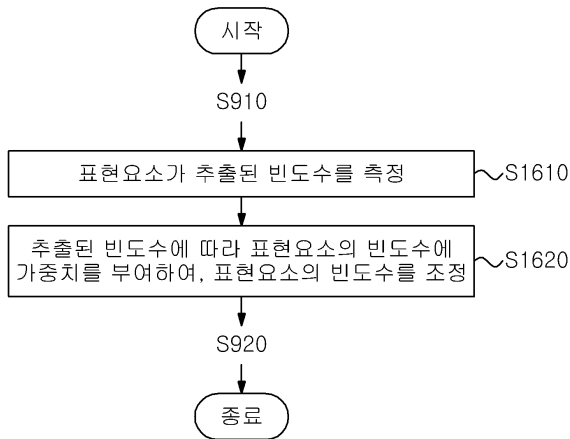 시작
S910
표현요소가 추출된 빈도수를 측정
S1610
추출된 빈도수에 따라 표현요소의 빈도수에
가중치를 부여하여, 표현요소의 빈도수를 조정
S1620
S920
종료